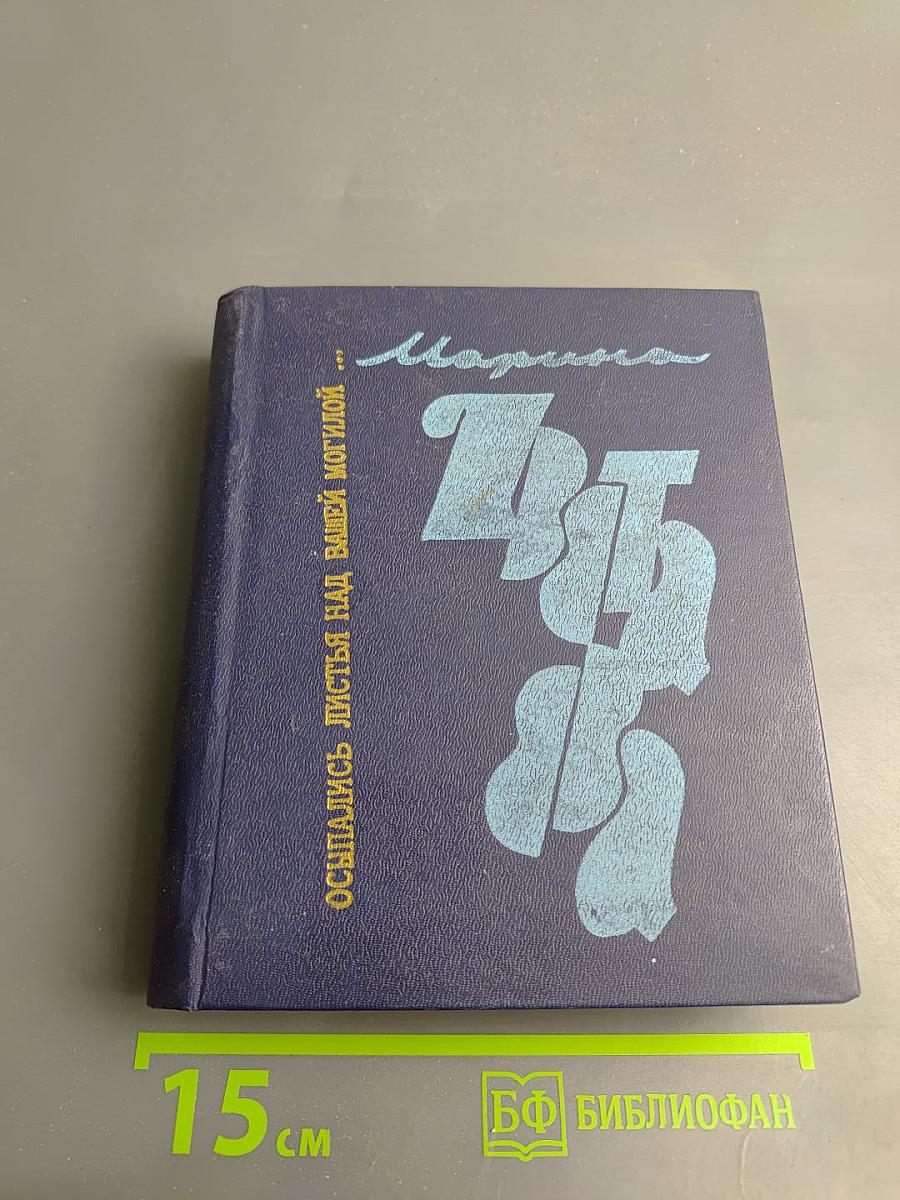 Марина
Цветаева
ОСЫПАЛИСЬ ЛИСТЬЯ НАД ВАШЕЙ МОГИЛОЙ ...
15 см
БФ БИБЛИОФАН